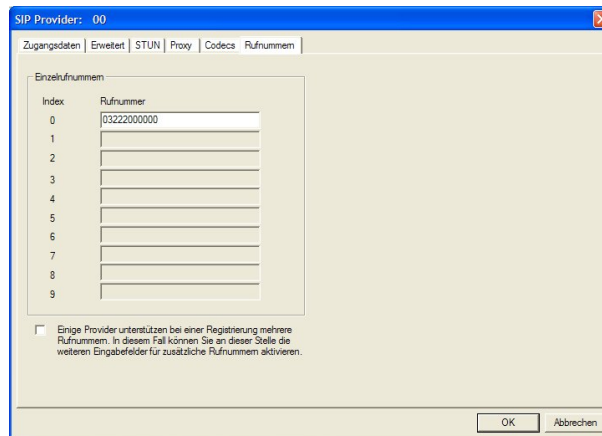 SIP Provider: 00
Zugangsdaten Erweitert STUN Proxy Codecs Rufnummern
Einzelrufnummern
Index Rufnummer
0 03222000000
1
2
3
4
5
6
7
8
9
Einige Provider unterstützen bei einer Registrierung mehrere
Rufnummern. In diesem Fall können Sie an dieser Stelle die
weiteren Eingabefelder für zusätzliche Rufnummern aktivieren.
OK Abbrechen